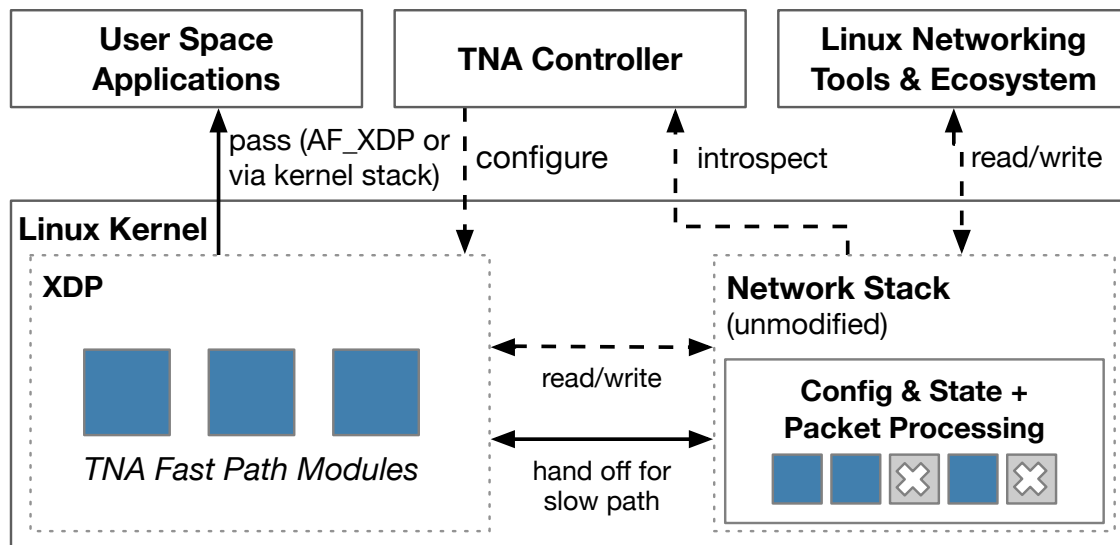 User Space
Applications
TNA Controller
Linux Networking
Tools & Ecosystem
pass (AF_XDP or
via kernel stack)
configure
introspect
read/write
Linux Kernel
XDP
TNA Fast Path Modules
read/write
hand off for
slow path
Network Stack
(unmodified)
Config & State +
Packet Processing